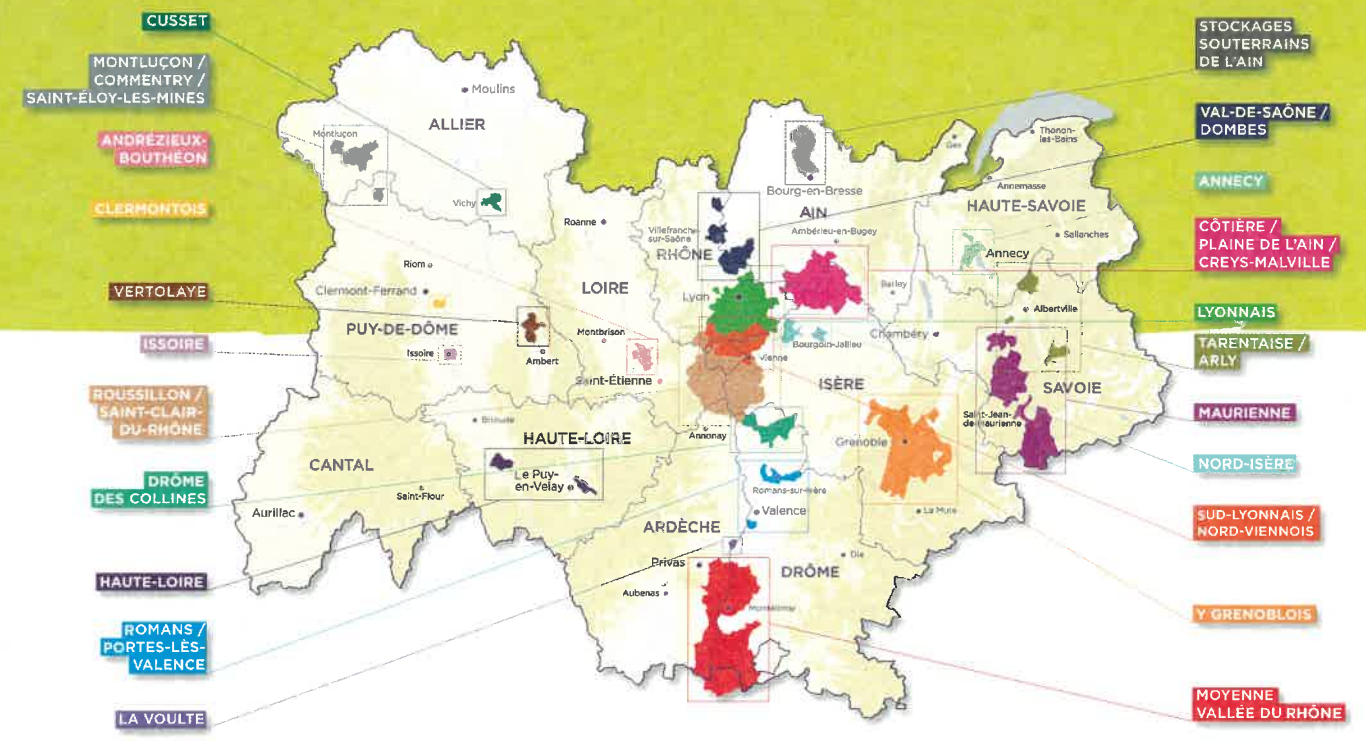 CUSSET
MONTLUÇON /
COMMENTRY /
SAINT-ÉLOY-LES-MINES
ANDRÉZIEUX-
BOUTHÉON
CLERMONTOIS
VERTOLAYE
ISSOIRE
ROUSSILLON /
SAINT-CLAIR-
DU-RHÔNE
DRÔME
DES COLLINES
HAUTE-LOIRE
ROMANS /
PORTES-LÈS-
VALENCE
LA VOULTE
Moulins
ALLIER
Montluçon
Vichy
Roanne
Riom
Clermont-Ferrand
PUY-DE-DÔME
Issoire
Ambert
LOIRE
Montbrison
Saint-Étienne
Brioude
HAUTE-LOIRE
Le Puy-
en-Velay
CANTAL
Saint-Flour
Aurillac
Bourg-en-Bresse
AIN
Ambérieu-en-Bugey
Villefranche-
sur-Saône
RHÔNE
Lyon
Gex
Thonon-
les-Bains
Annemasse
HAUTE-SAVOIE
Sallanches
Annecy
Belley
Albertville
Chambéry
Bourgoin-Jallieu
Vienne
ISÈRE
SAVOIE
Saint-Jean-
de-Maurienne
Grenoble
Annonay
Romans-sur-Isère
Valence
La Mure
ARDÈCHE
Privas
Die
DRÔME
Aubenas
Montélimar
STOCKAGES
SOUTERRAINS
DE L'AIN
VAL-DE-SAÔNE /
DOMBES
ANNECY
CÔTIÈRE /
PLAINE DE L'AIN /
CREYS-MALVILLE
LYONNAIS
TARENTAISE /
ARLY
MAURIENNE
NORD-ISÈRE
SUD-LYONNAIS /
NORD-VIENNOIS
Y GRENOBLOIS
MOYENNE
VALLÉE DU RHÔNE